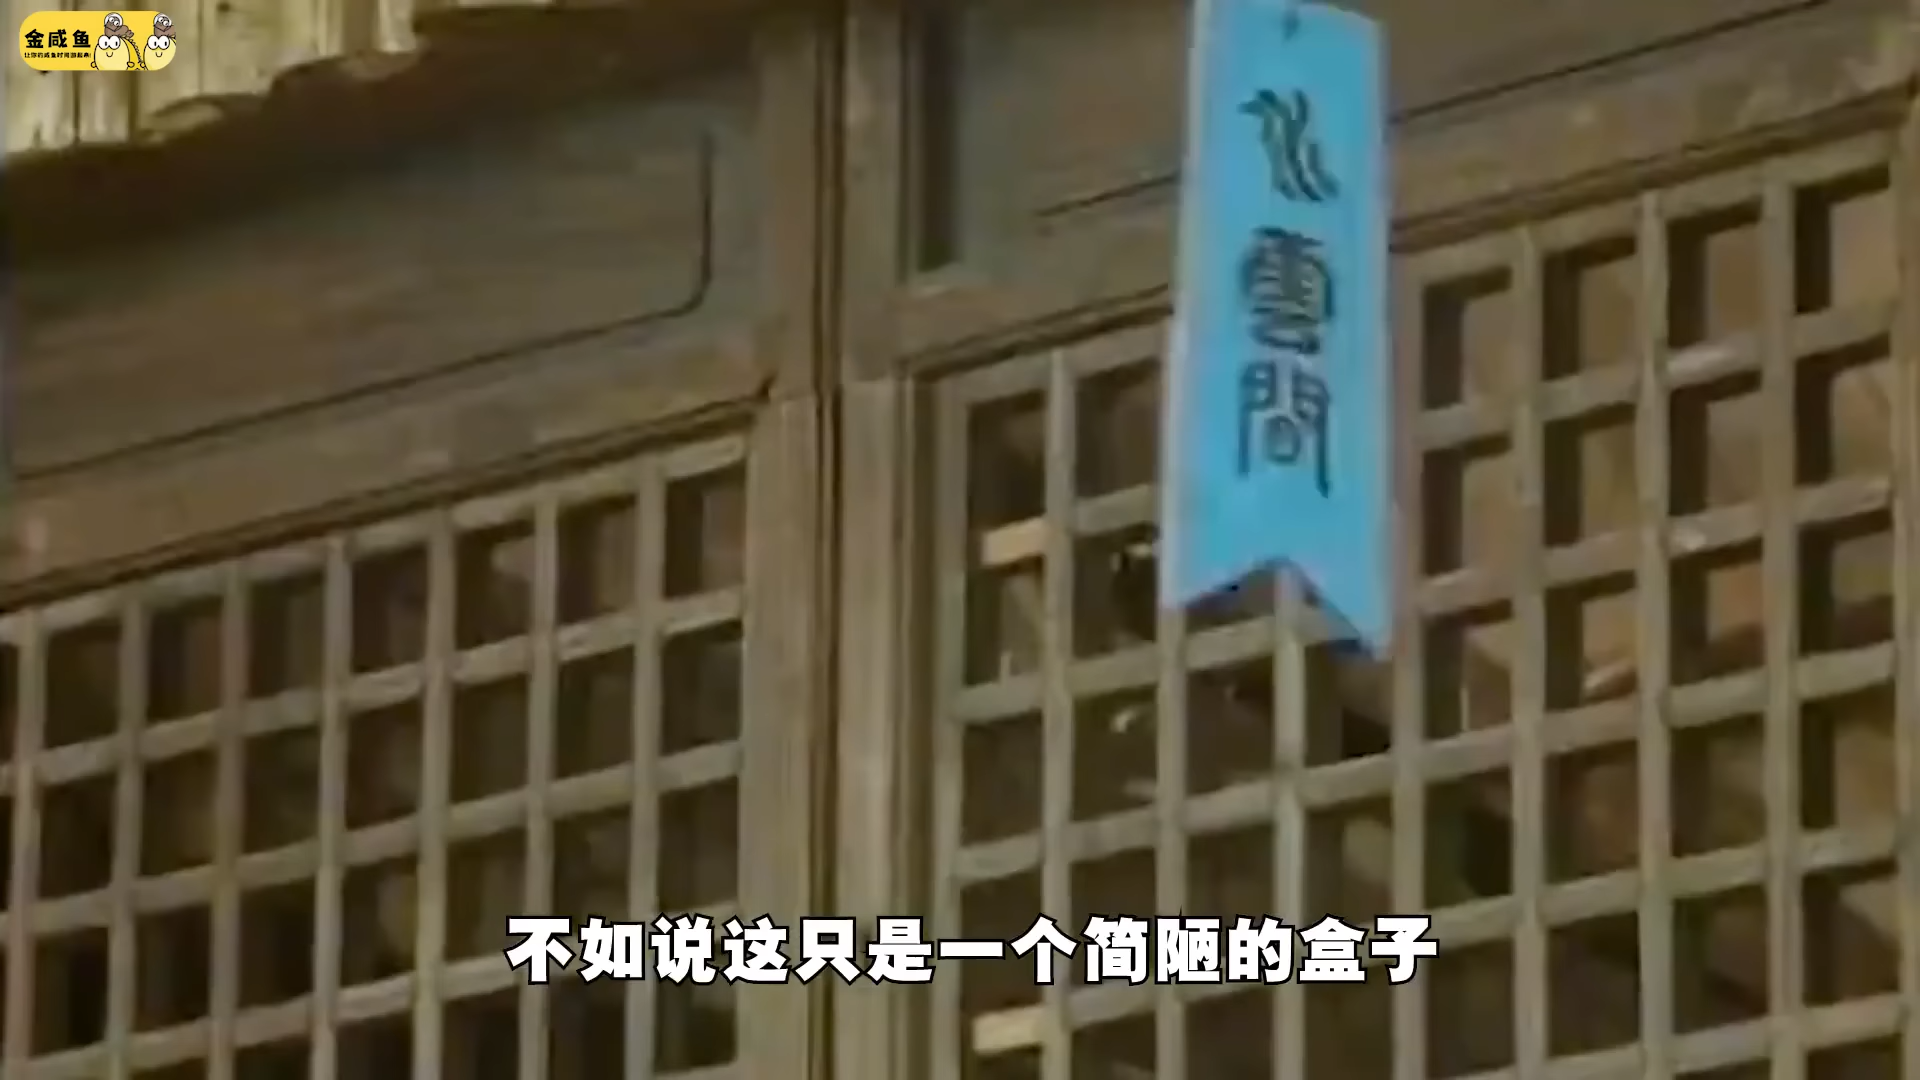 金咸鱼
水
雲
間
不如说这只是一个简陋的盒子